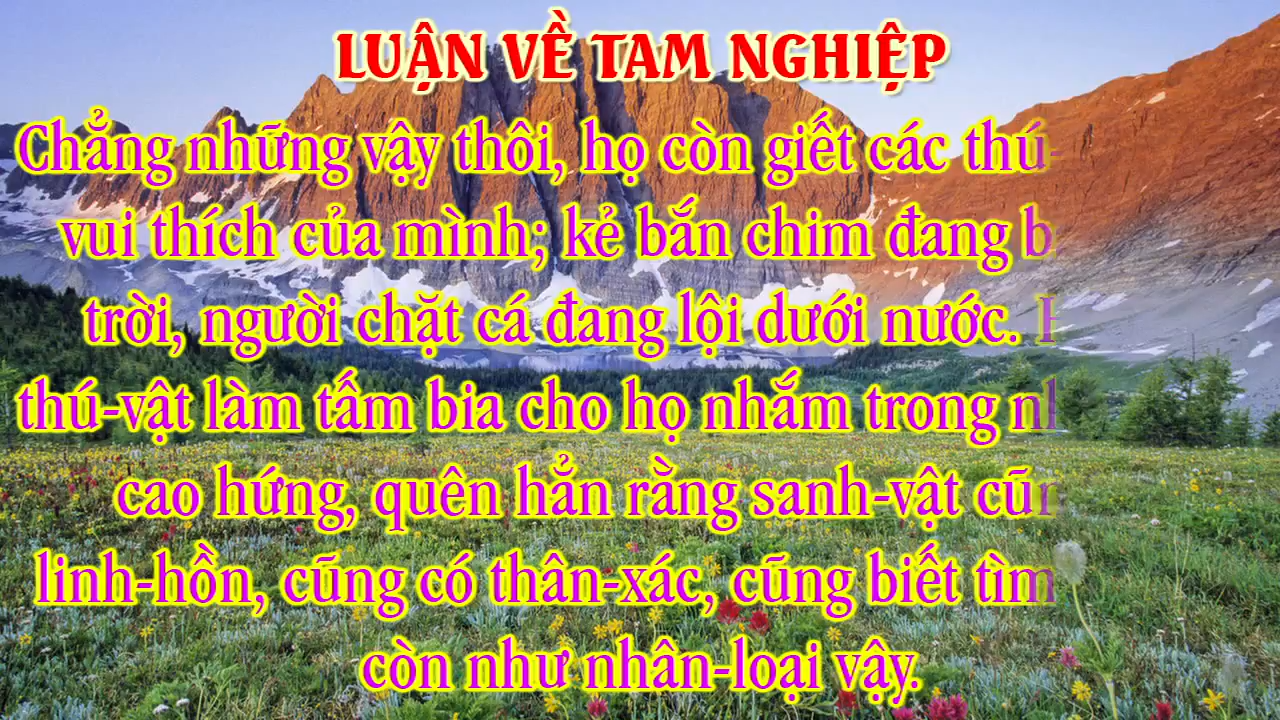 LUẬN VỀ TAM NGHIỆP
Chẳng những vậy thôi, họ còn giết các thú-
vui thích của mình; kẻ bắn chim đang b
trời, người chặt cá đang lội dưới nước.
thú-vật làm tấm bia cho họ nhắm trong nh
cao hứng, quên hẳn rằng sanh-vật cũn
linh-hồn, cũng có thân-xác, cũng biết tìm
còn như nhân-loại vậy.